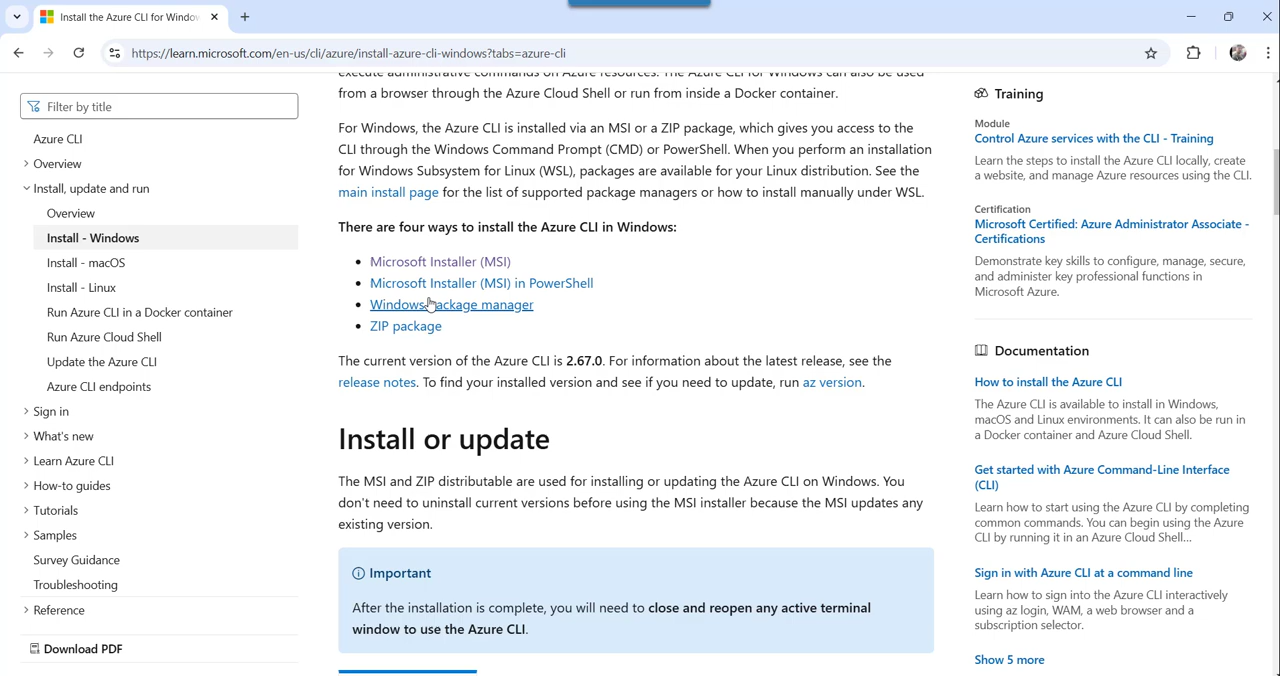 Install the Azure CLI for Window
https://learn.microsoft.com/en-us/cli/azure/install-azure-cli-windows?tabs=azure-cli
Filter by title
Azure CLI
Overview
Install, update and run
Overview
Install - Windows
Install - macOS
Install - Linux
Run Azure CLI in a Docker container
Run Azure Cloud Shell
Update the Azure CLI
Azure CLI endpoints
Sign in
What's new
Learn Azure CLI
How-to guides
Tutorials
Samples
Survey Guidance
Troubleshooting
Reference
Download PDF
execute administrative commands on Azure resources. The Azure CLI for Windows can also be used
from a browser through the Azure Cloud Shell or run from inside a Docker container.
For Windows, the Azure CLI is installed via an MSI or a ZIP package, which gives you access to the
CLI through the Windows Command Prompt (CMD) or PowerShell. When you perform an installation
for Windows Subsystem for Linux (WSL), packages are available for your Linux distribution. See the
main install page for the list of supported package managers or how to install manually under WSL.
There are four ways to install the Azure CLI in Windows:
• Microsoft Installer (MSI)
• Microsoft Installer (MSI) in PowerShell
• Windows package manager
• ZIP package
The current version of the Azure CLI is 2.67.0. For information about the latest release, see the
release notes. To find your installed version and see if you need to update, run az version.
Install or update
The MSI and ZIP distributable are used for installing or updating the Azure CLI on Windows. You
don't need to uninstall current versions before using the MSI installer because the MSI updates any
existing version.
Important
After the installation is complete, you will need to close and reopen any active terminal
window to use the Azure CLI.
Training
Module
Control Azure services with the CLI - Training
Learn the steps to install the Azure CLI locally, create
a website, and manage Azure resources using the CLI.
Certification
Microsoft Certified: Azure Administrator Associate -
Certifications
Demonstrate key skills to configure, manage, secure,
and administer key professional functions in
Microsoft Azure.
Documentation
How to install the Azure CLI
The Azure CLI is available to install in Windows,
macOS and Linux environments. It can also be run in
a Docker container and Azure Cloud Shell.
Get started with Azure Command-Line Interface
(CLI)
Learn how to start using the Azure CLI by completing
common commands. You can begin using the Azure
CLI by running it in an Azure Cloud Shell...
Sign in with Azure CLI at a command line
Learn how to sign into the Azure CLI interactively
using az login, WAM, a web browser and a
subscription selector.
Show 5 more